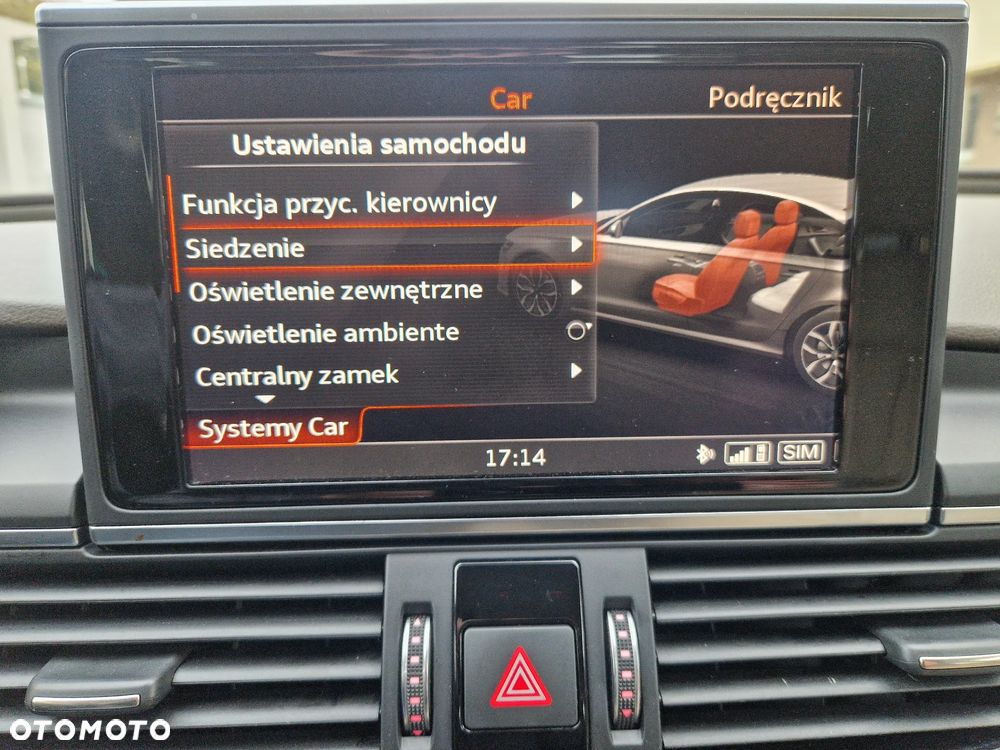 Car
Podręcznik
Ustawienia samochodu
Funkcja przyc. kierownicy
Siedzenie
Oświetlenie zewnętrzne
Oświetlenie ambiente
Centralny zamek
Systemy Car
17:14
SIM
OTOMOTO